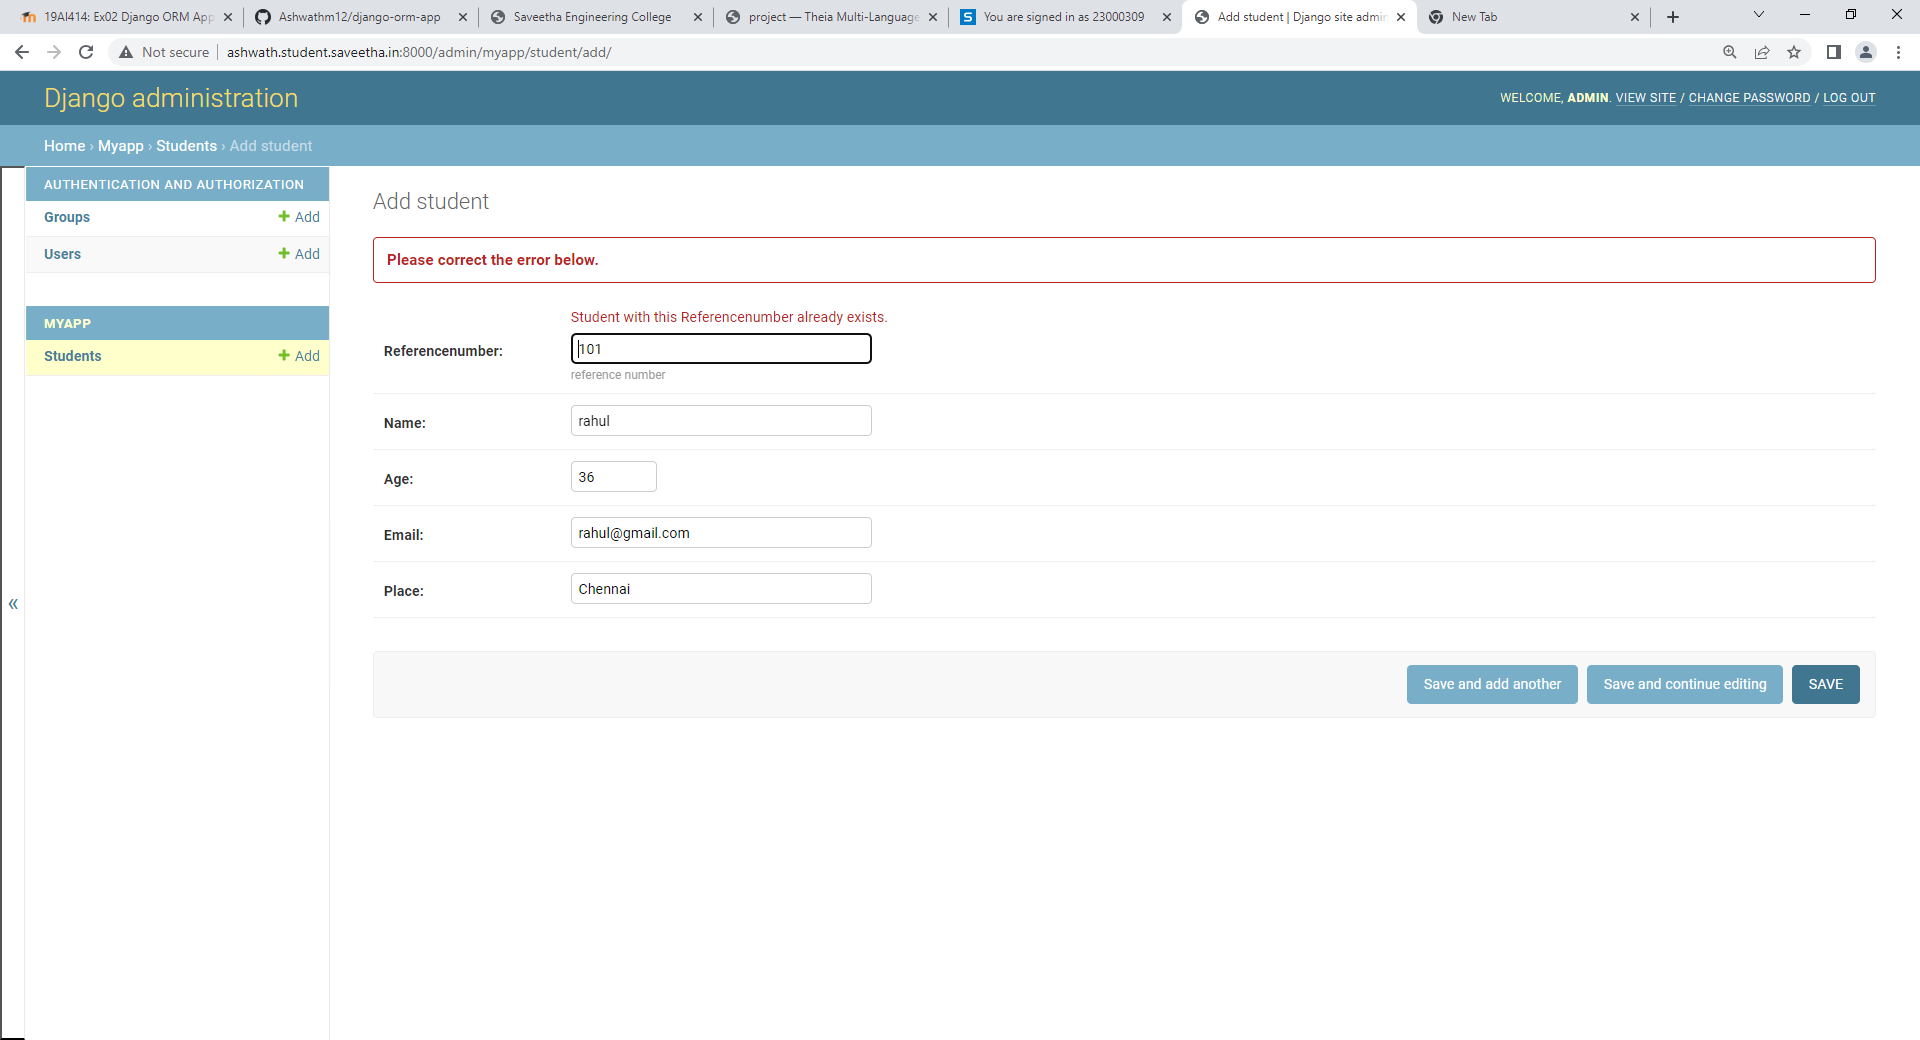 19AI414: Ex02 Django ORM App
Ashwathm12/django-orm-app
Saveetha Engineering College
project — Theia Multi-Language
You are signed in as 23000309
Add student | Django site admin
New Tab
Not secure
ashwath.student.saveetha.in:8000/admin/myapp/student/add/
Django administration
WELCOME, ADMIN. VIEW SITE / CHANGE PASSWORD / LOG OUT
Home › Myapp › Students › Add student
AUTHENTICATION AND AUTHORIZATION
Groups
Add
Users
Add
MYAPP
Students
Add
«
Add student
Please correct the error below.
Student with this Referencenumber already exists.
Referencenumber:
101
reference number
Name:
rahul
Age:
36
Email:
rahul@gmail.com
Place:
Chennai
Save and add another
Save and continue editing
SAVE